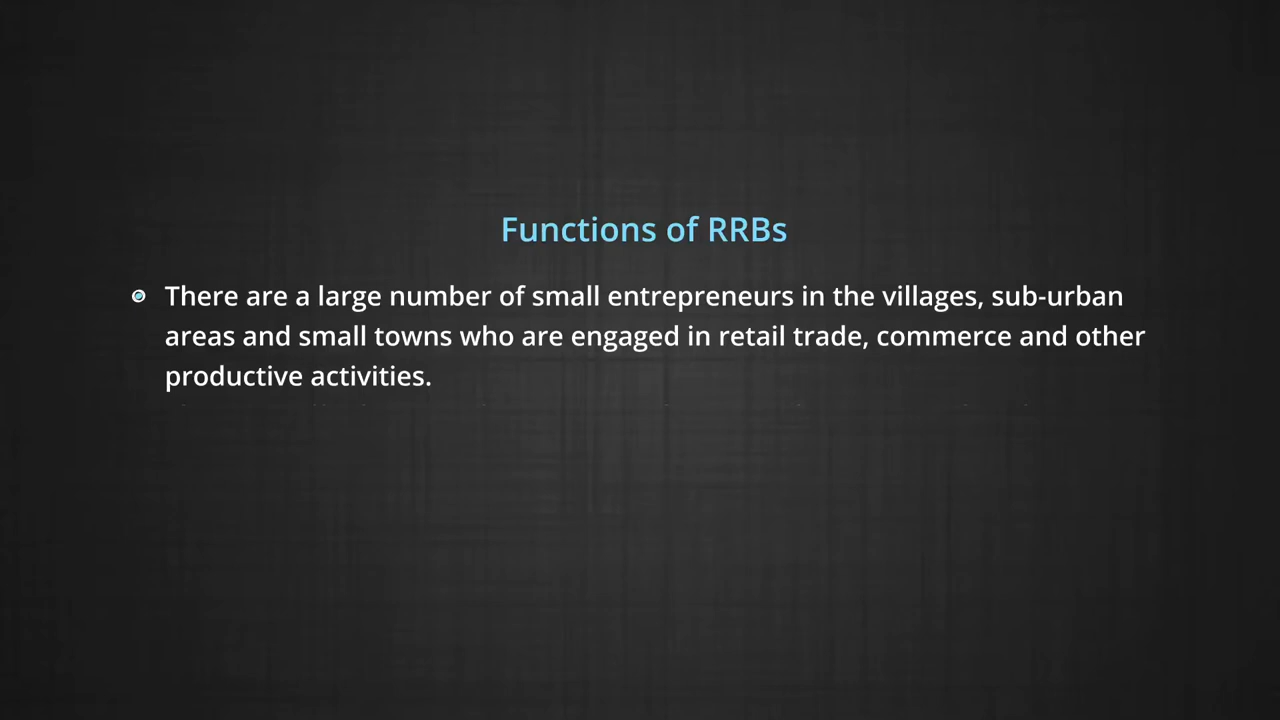 Functions of RRBs
There are a large number of small entrepreneurs in the villages, sub-urban
areas and small towns who are engaged in retail trade, commerce and other
productive activities.